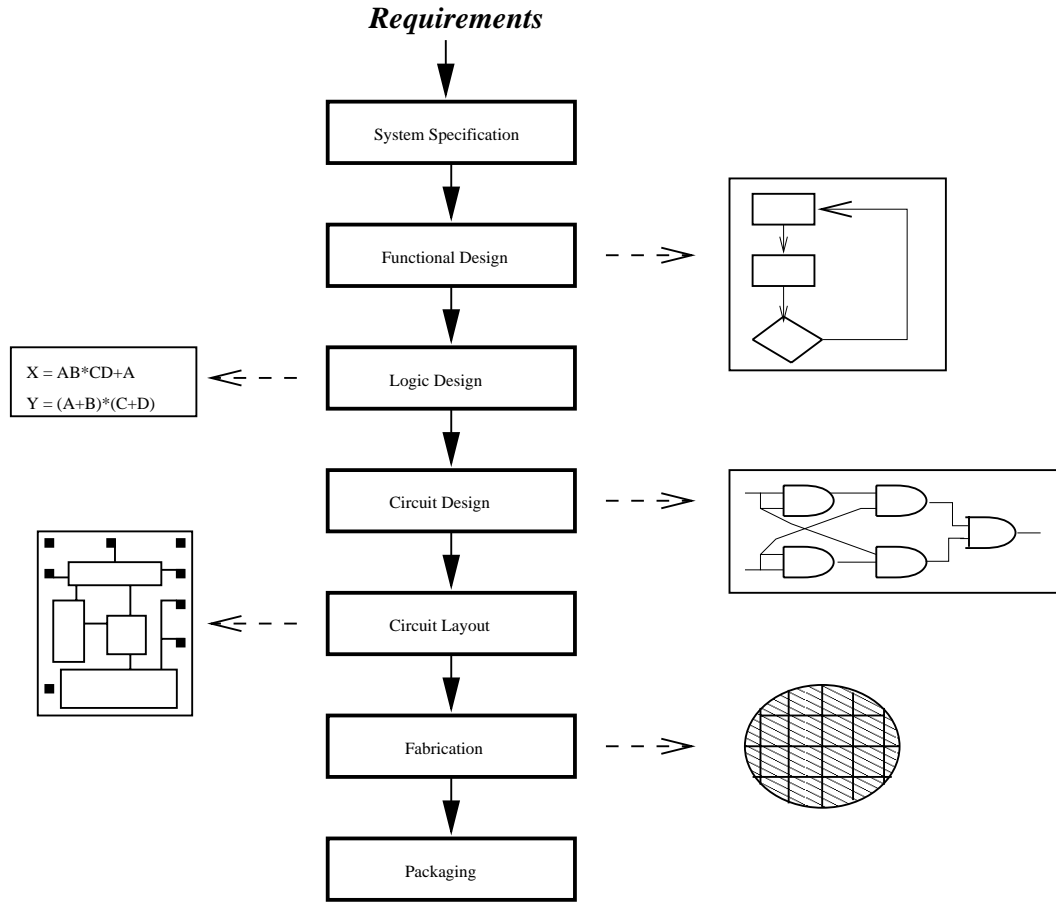 Requirements
System Specification
Functional Design
X = AB*CD+A
Y = (A+B)*(C+D)
Logic Design
Circuit Design
Circuit Layout
Fabrication
Packaging